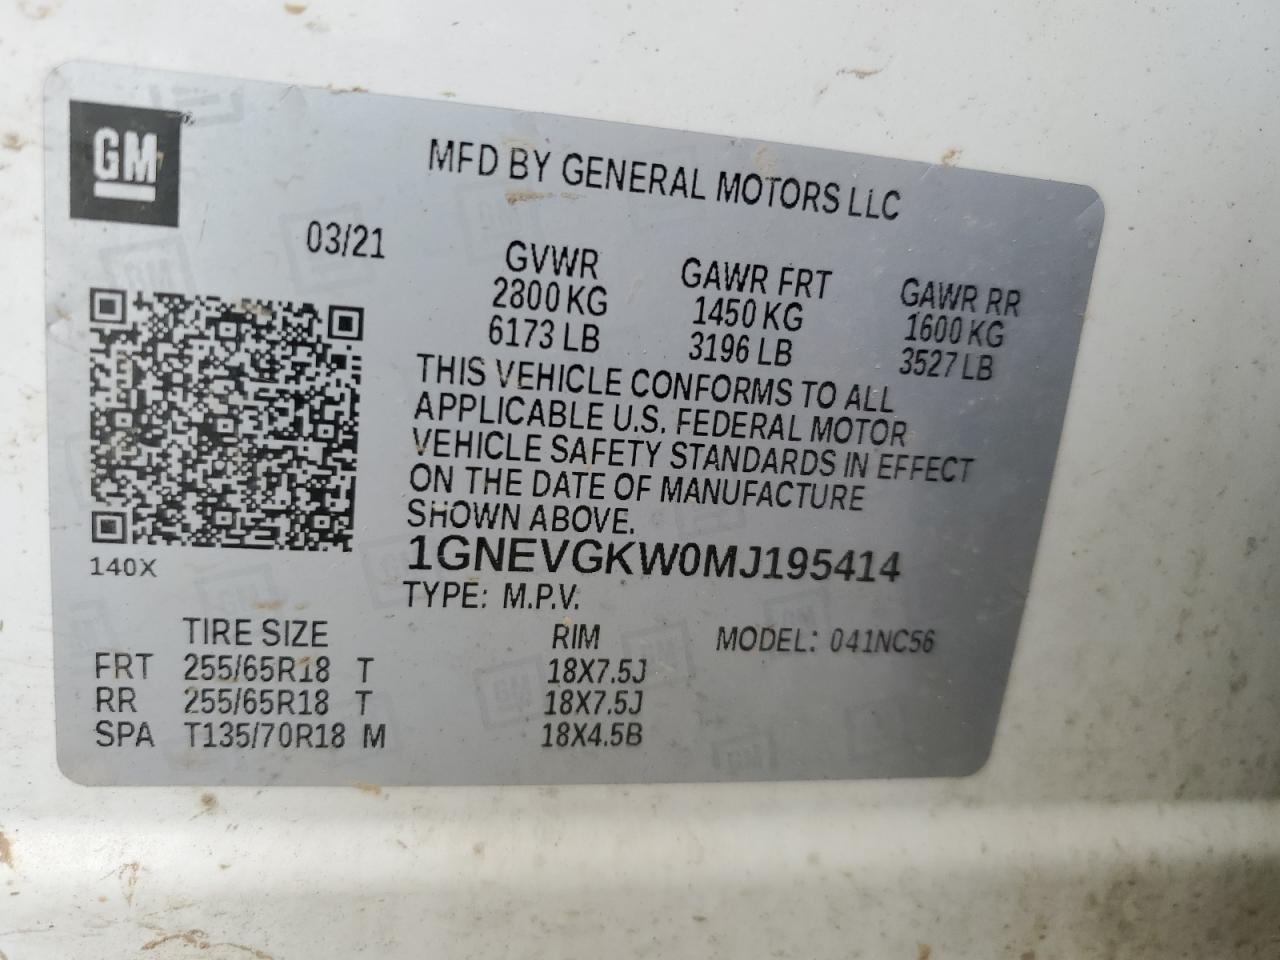 GM
MFD BY GENERAL MOTORS LLC
03/21
GVWR
2800 KG
6173 LB
GAWR FRT
1450 KG
3196 LB
GAWR RR
1600 KG
3527 LB
THIS VEHICLE CONFORMS TO ALL
APPLICABLE U.S. FEDERAL MOTOR
VEHICLE SAFETY STANDARDS IN EFFECT
ON THE DATE OF MANUFACTURE
SHOWN ABOVE.
1GNEVGKW0MJ195414
140X
TYPE: M.P.V.
TIRE SIZE RIM MODEL: 041NC56
FRT 255/65R18 T 18X7.5J
RR 255/65R18 T 18X7.5J
SPA T135/70R18 M 18X4.5B